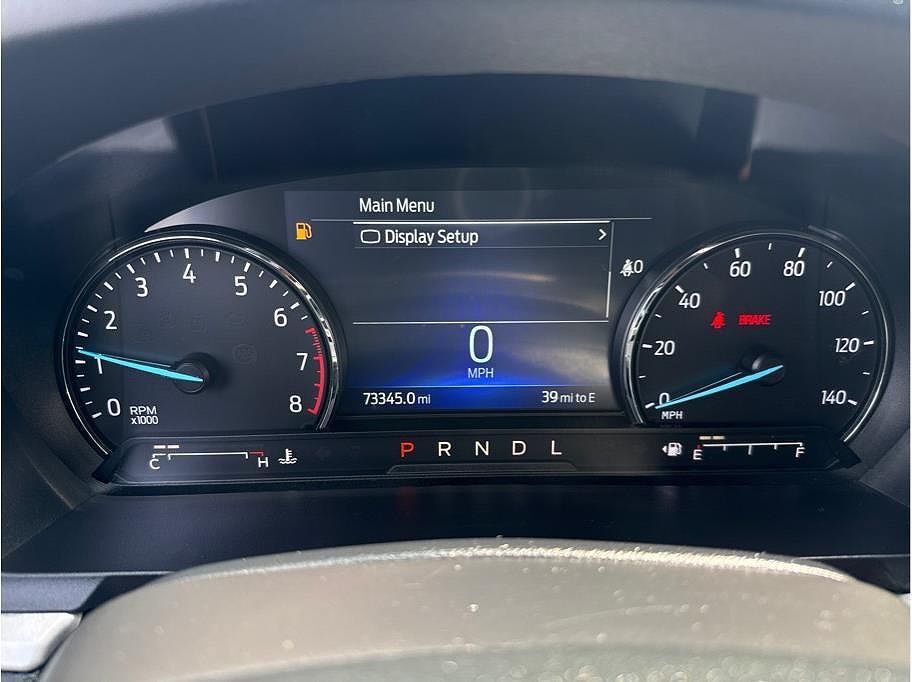 Main Menu
Display Setup >
0
MPH
73345.0 mi
39 mi to E
0 1 2 3 4 5 6 7 8
RPM
x1000
0 20 40 60 80 100 120 140
MPH
BRAKE
0
C H
P R N D L
E F